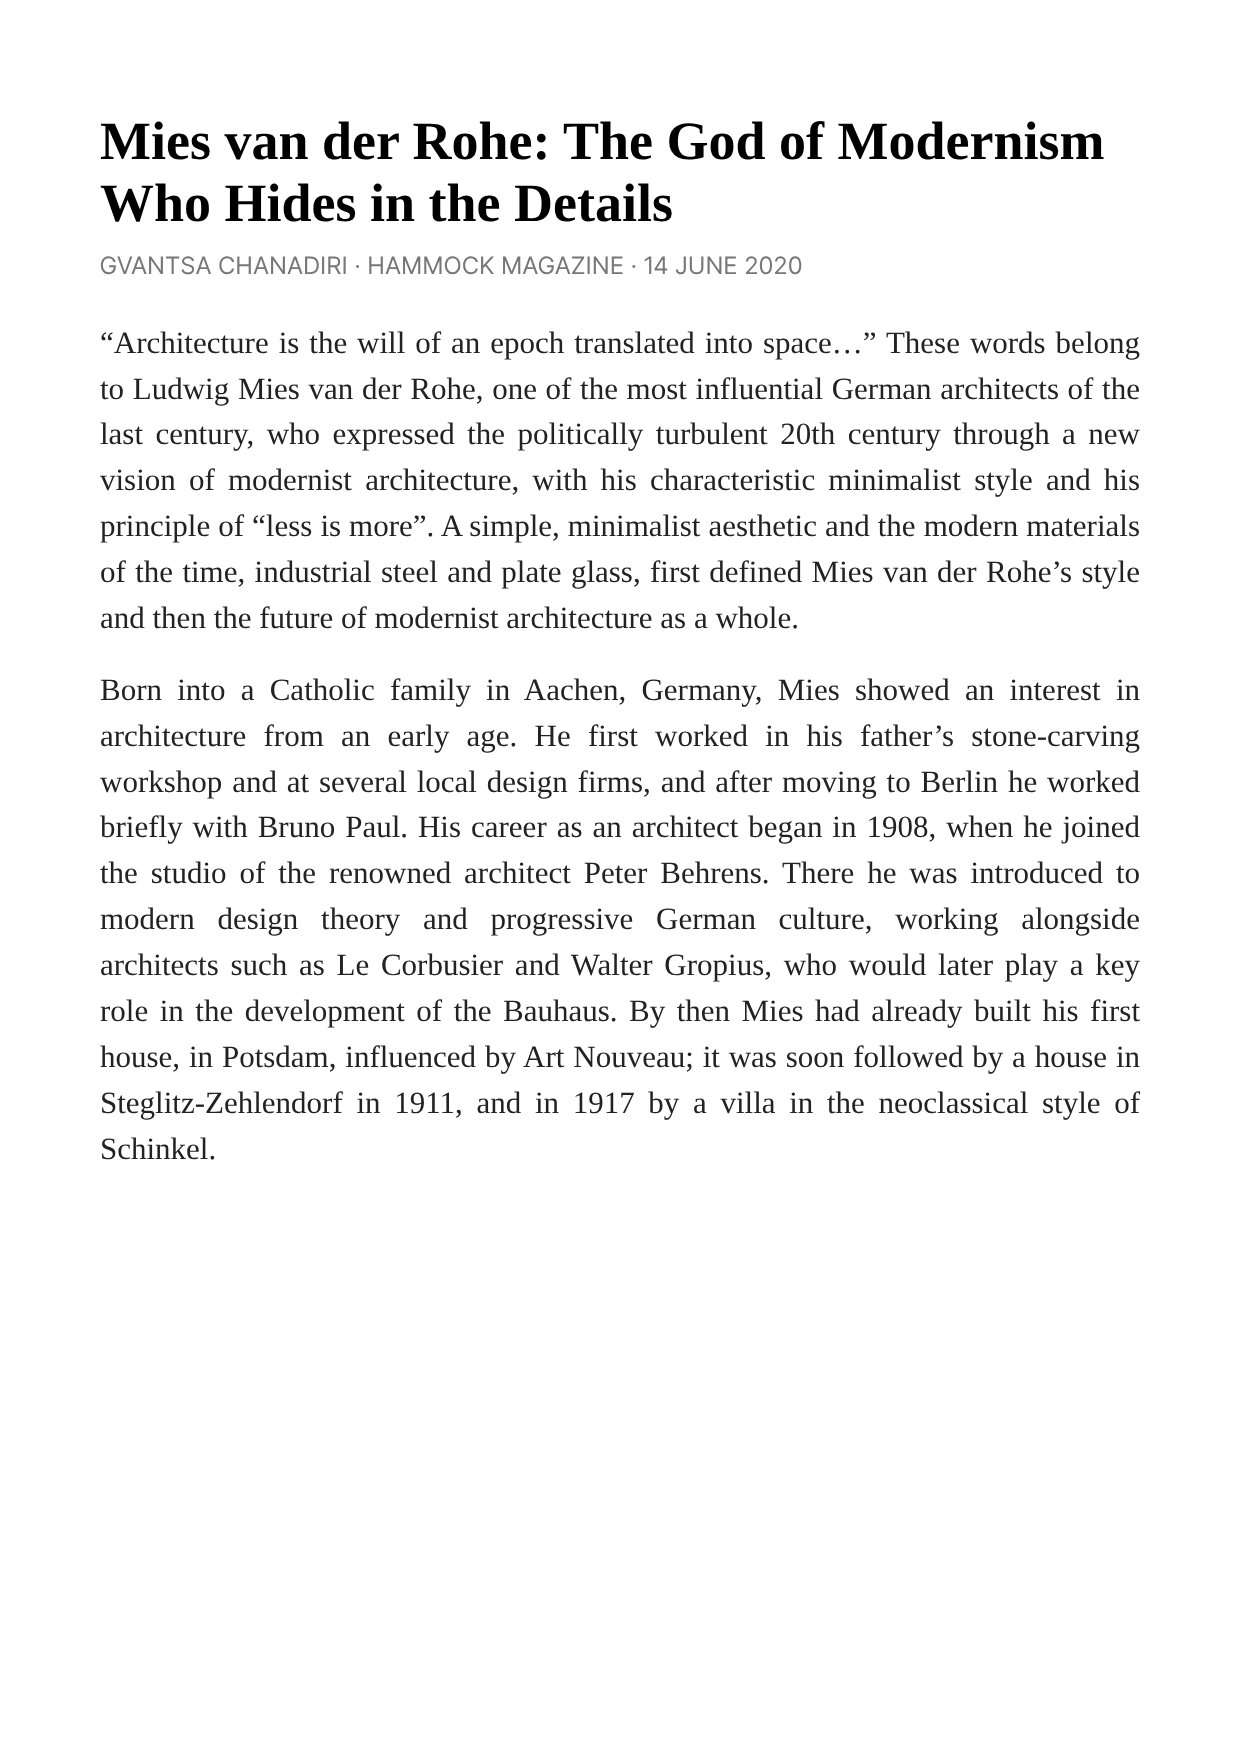 Mies van der Rohe: The God of Modernism
Who Hides in the Details
GVANTSA CHANADIRI · HAMMOCK MAGAZINE · 14 JUNE 2020
“Architecture is the will of an epoch translated into space…” These words belong
to Ludwig Mies van der Rohe, one of the most influential German architects of the
last century, who expressed the politically turbulent 20th century through a new
vision of modernist architecture, with his characteristic minimalist style and his
principle of “less is more”. A simple, minimalist aesthetic and the modern materials
of the time, industrial steel and plate glass, first defined Mies van der Rohe’s style
and then the future of modernist architecture as a whole.
Born into a Catholic family in Aachen, Germany, Mies showed an interest in
architecture from an early age. He first worked in his father’s stone-carving
workshop and at several local design firms, and after moving to Berlin he worked
briefly with Bruno Paul. His career as an architect began in 1908, when he joined
the studio of the renowned architect Peter Behrens. There he was introduced to
modern design theory and progressive German culture, working alongside
architects such as Le Corbusier and Walter Gropius, who would later play a key
role in the development of the Bauhaus. By then Mies had already built his first
house, in Potsdam, influenced by Art Nouveau; it was soon followed by a house in
Steglitz-Zehlendorf in 1911, and in 1917 by a villa in the neoclassical style of
Schinkel.